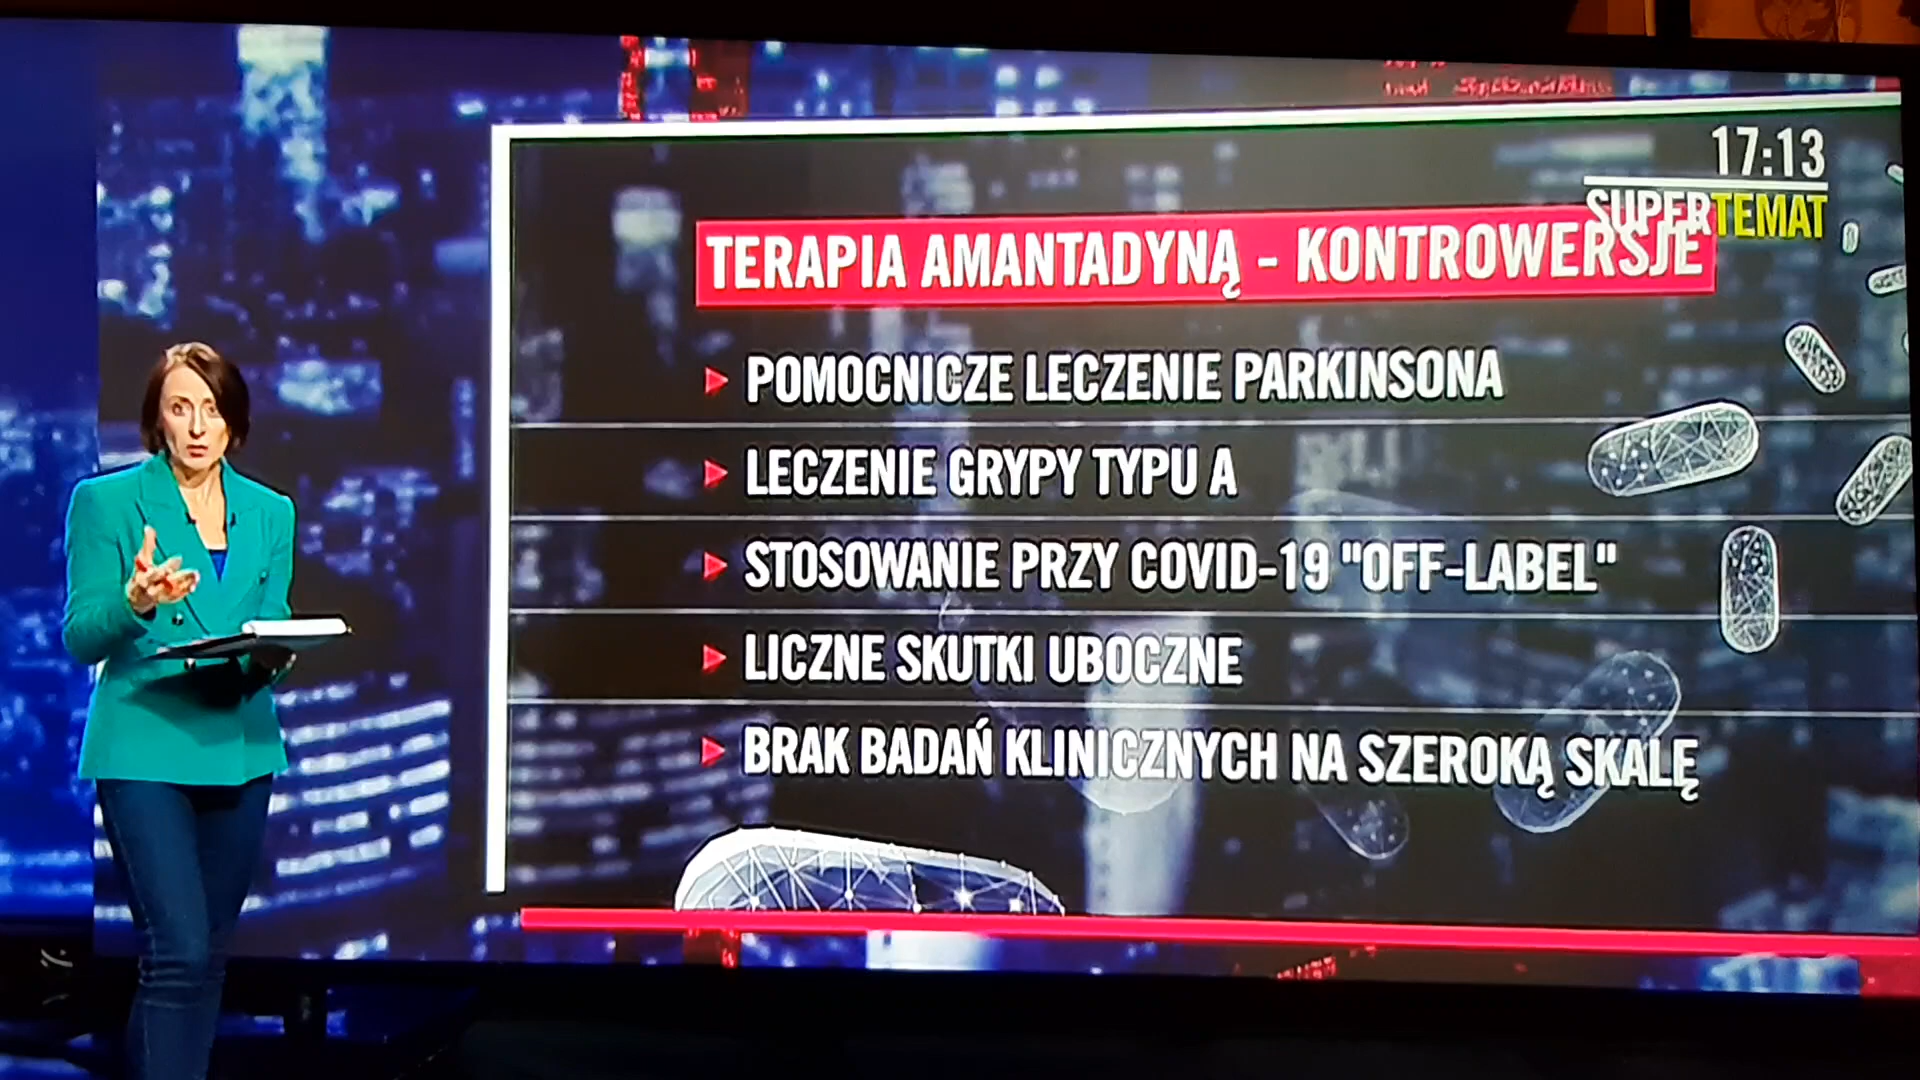 17:13
SUPERTEMAT
TERAPIA AMANTADYNĄ - KONTROWERSJE
POMOCNICZE LECZENIE PARKINSONA
LECZENIE GRYPY TYPU A
STOSOWANIE PRZY COVID-19 "OFF-LABEL"
LICZNE SKUTKI UBOCZNE
BRAK BADAŃ KLINICZNYCH NA SZEROKĄ SKALĘ